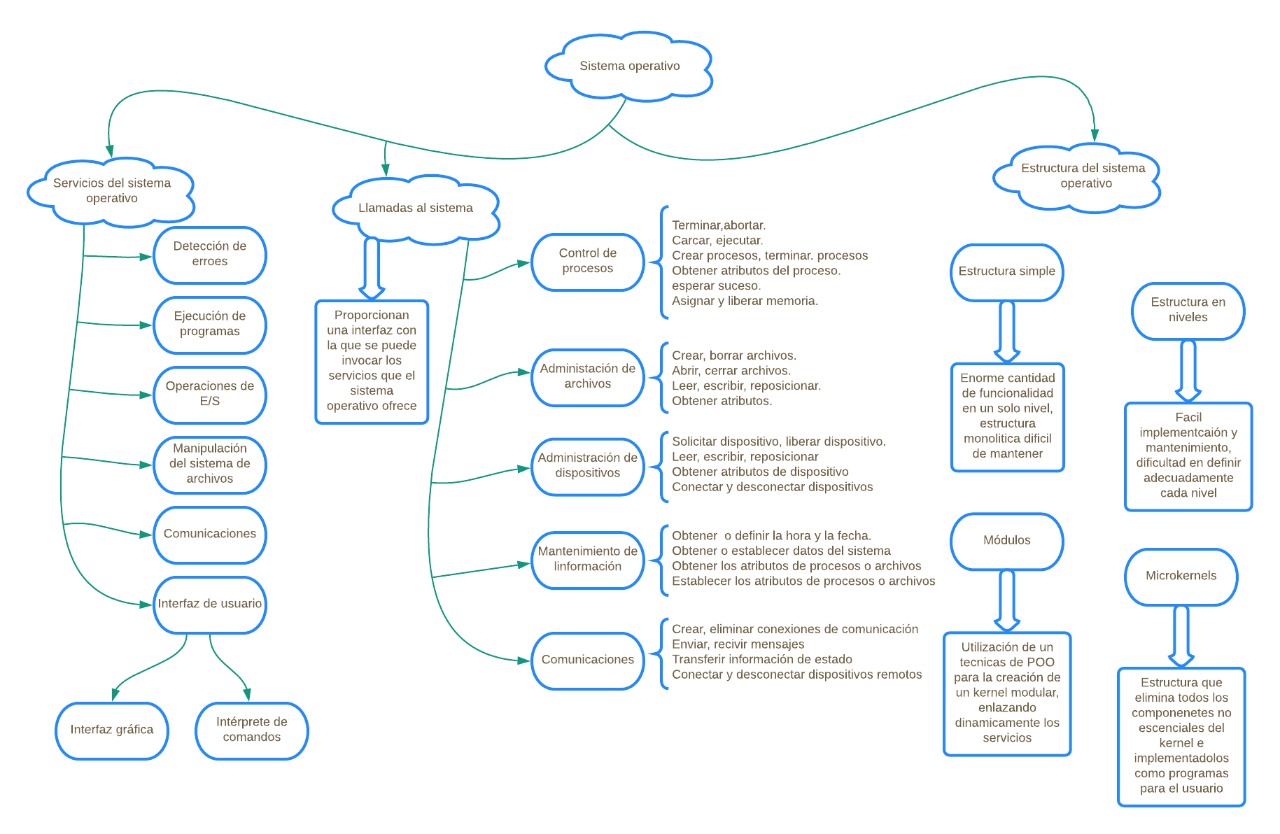 Sistema operativo
Servicios del sistema
operativo
Detección de
erroes
Ejecución de
programas
Operaciones de
E/S
Manipulación
del sistema de
archivos
Comunicaciones
Interfaz de usuario
Interfaz gráfica
Intérprete de
comandos
Llamadas al sistema
Proporcionan
una interfaz con
la que se puede
invocar los
servicios que el
sistema
operativo ofrece
Control de
procesos
Terminar,abortar.
Carcar, ejecutar.
Crear procesos, terminar. procesos
Obtener atributos del proceso.
esperar suceso.
Asignar y liberar memoria.
Administación de
archivos
Crear, borrar archivos.
Abrir, cerrar archivos.
Leer, escribir, reposicionar.
Obtener atributos.
Administración de
dispositivos
Solicitar dispositivo, liberar dispositivo.
Leer, escribir, reposicionar
Obtener atributos de dispositivo
Conectar y desconectar dispositivos
Mantenimiento de
linformación
Obtener  o definir la hora y la fecha.
Obtener o establecer datos del sistema
Obtener los atributos de procesos o archivos
Establecer los atributos de procesos o archivos
Comunicaciones
Crear, eliminar conexiones de comunicación
Enviar, recivir mensajes
Transferir información de estado
Conectar y desconectar dispositivos remotos
Estructura del sistema
operativo
Estructura simple
Enorme cantidad
de funcionalidad
en un solo nivel,
estructura
monolitica dificil
de mantener
Estructura en
niveles
Facil
implementcaión y
mantenimiento,
dificultad en definir
adecuadamente
cada nivel
Módulos
Utilización de un
tecnicas de POO
para la creación de
un kernel modular,
enlazando
dinamicamente los
servicios
Microkernels
Estructura que
elimina todos los
componenetes no
escenciales del
kernel e
implementadolos
como programas
para el usuario